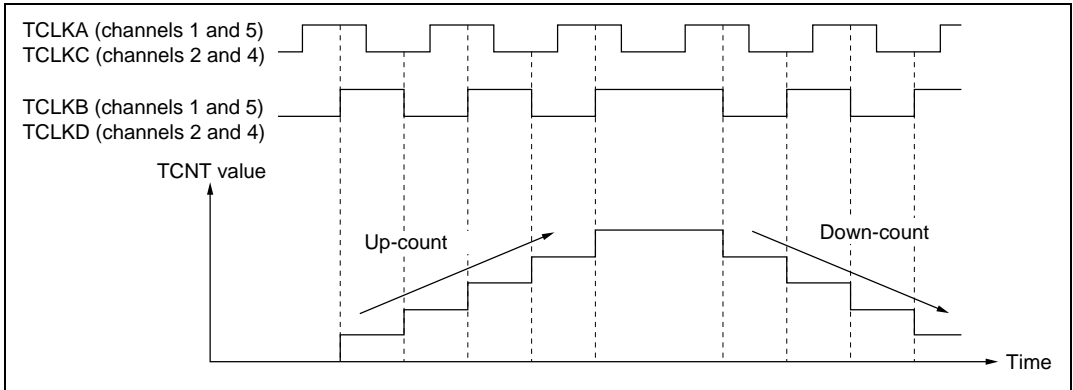 TCLKA (channels 1 and 5)
TCLKC (channels 2 and 4)
TCLKB (channels 1 and 5)
TCLKD (channels 2 and 4)
TCNT value
Up-count
Down-count
Time